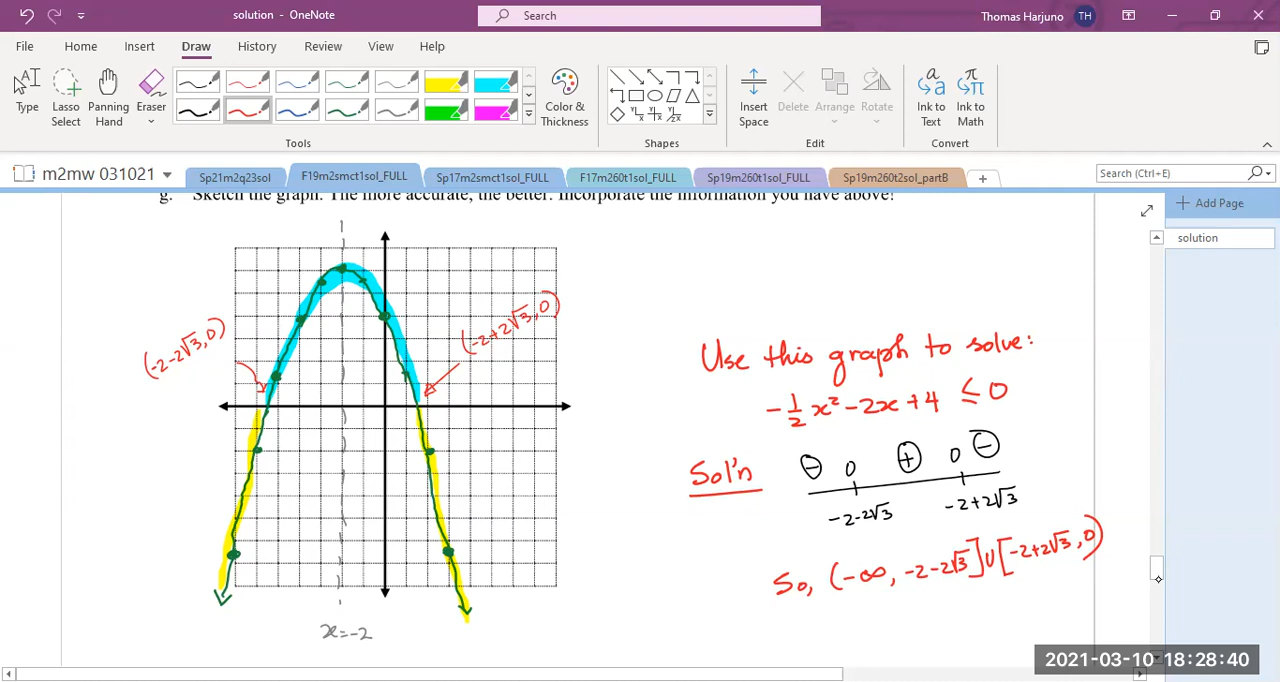 solution - OneNote
Search
Thomas Harjuno
TH
File Home Insert Draw History Review View Help
Type
Lasso Select
Panning Hand
Eraser
Color & Thickness
Insert Space
Delete
Arrange
Rotate
Ink to Text
Ink to Math
Tools
Shapes
Edit
Convert
m2mw 031021
Sp21m2q23sol
F19m2smct1sol_FULL
Sp17m2smct1sol_FULL
F17m260t1sol_FULL
Sp19m260t1sol_FULL
Sp19m260t2sol_partB
Search (Ctrl+E)
Add Page
solution
g. Sketch the graph. The more accurate, the better. Incorporate the information you have above!
(-2-2√3, 0)
(-2+2√3, 0)
x=-2
Use this graph to solve:
-1/2 x² - 2x + 4 ≤ 0
Sol'n
- 0 + 0 -
-2-2√3 -2+2√3
So, (-∞, -2-2√3] U [-2+2√3, 0)
2021-03-10 18:28:40